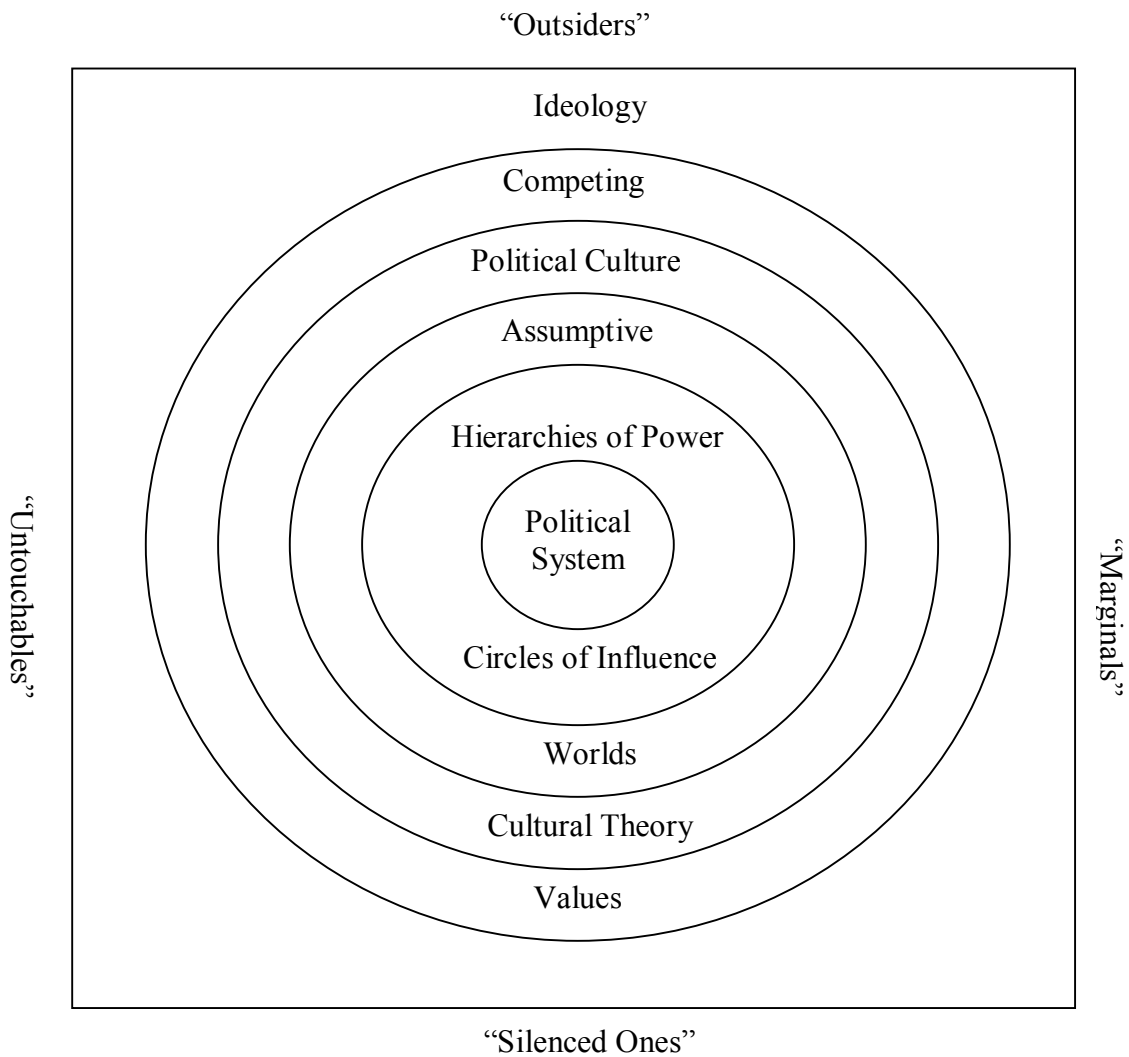 “Outsiders”
Ideology
Competing
Political Culture
Assumptive
Hierarchies of Power
“Untouchables”
Political
System
“Marginals”
Circles of Influence
Worlds
Cultural Theory
Values
“Silenced Ones”